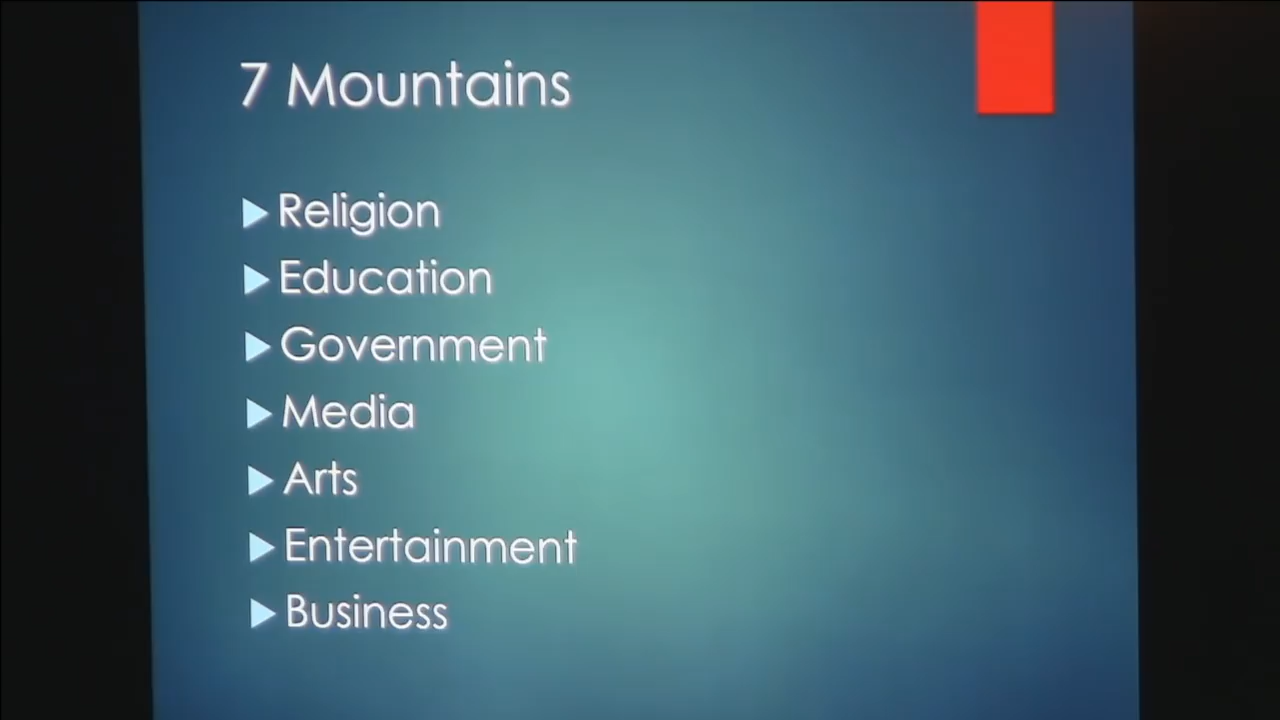 7 Mountains
Religion
Education
Government
Media
Arts
Entertainment
Business